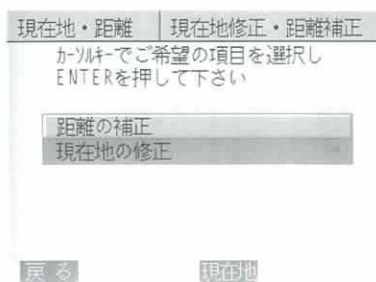 現在地・距離 現在地修正・距離補正
カーソルキーでご希望の項目を選択し
ENTERを押して下さい
距離の補正
現在地の修正
戻る 現在地